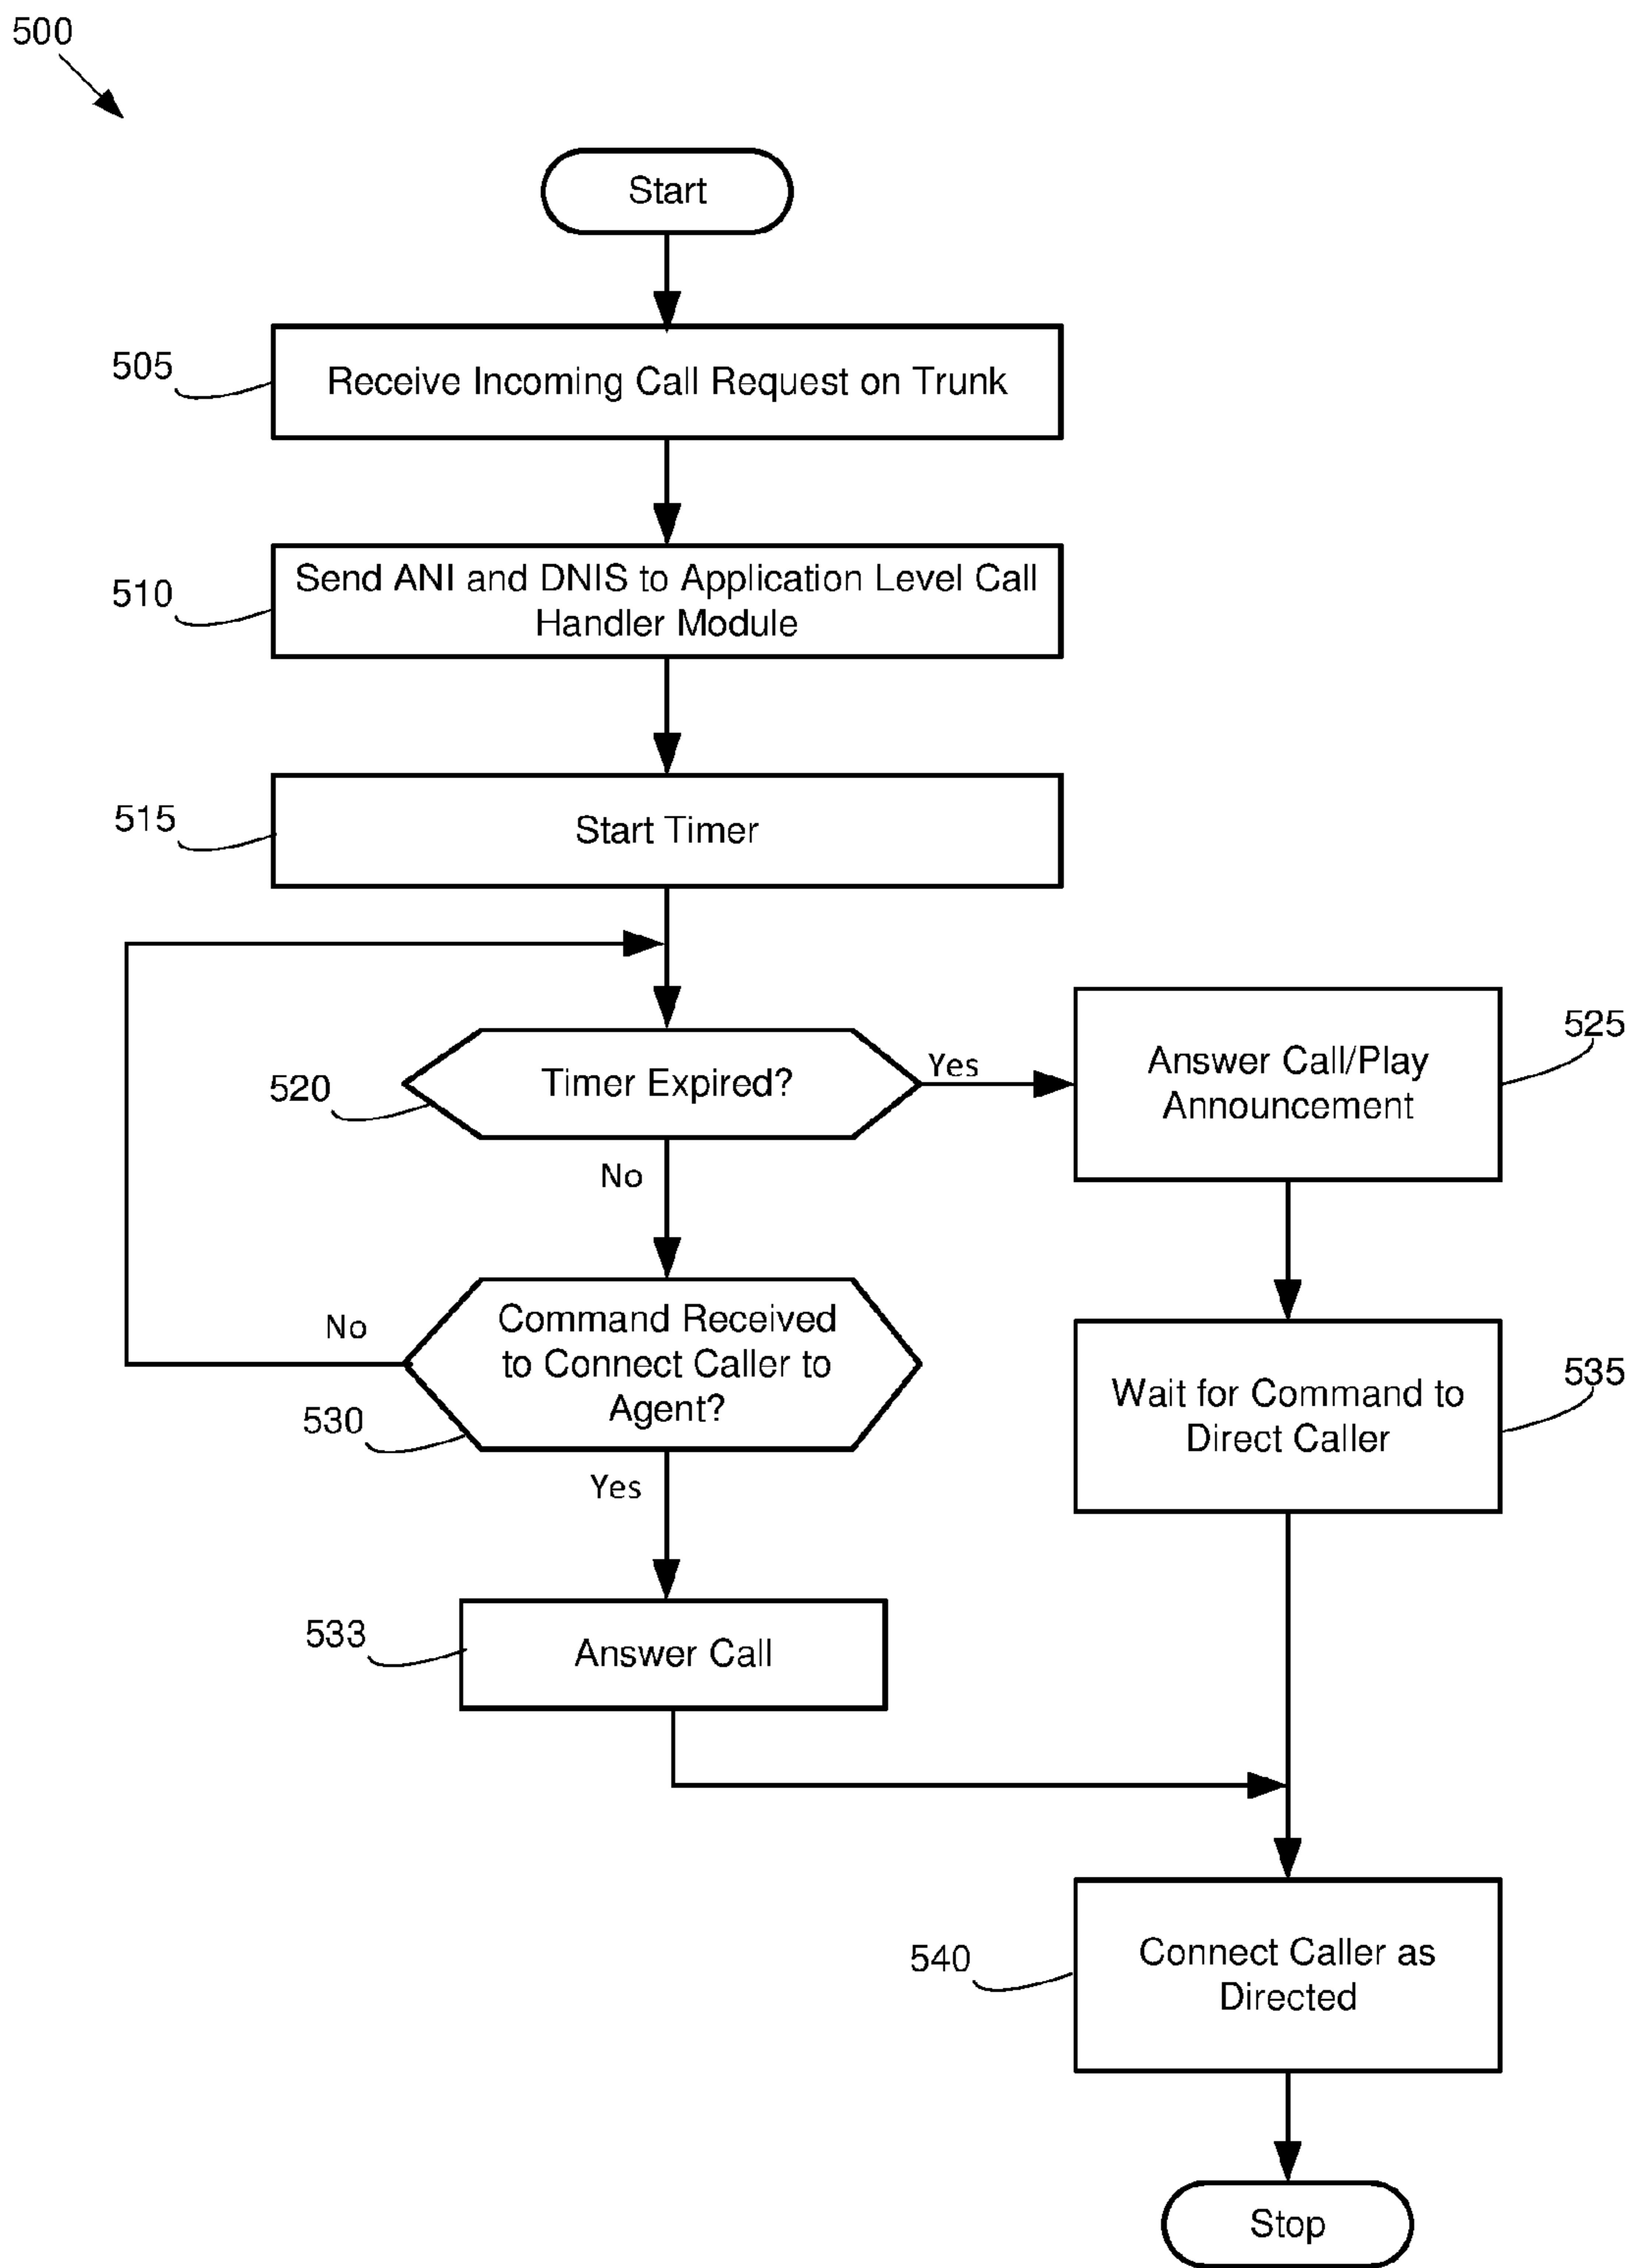 500
Start
505
Receive Incoming Call Request on Trunk
510
Send ANI and DNIS to Application Level Call
Handler Module
515
Start Timer
520
Timer Expired?
Yes
525
Answer Call/Play
Announcement
No
530
Command Received
to Connect Caller to
Agent?
No
535
Wait for Command to
Direct Caller
Yes
533
Answer Call
540
Connect Caller as
Directed
Stop